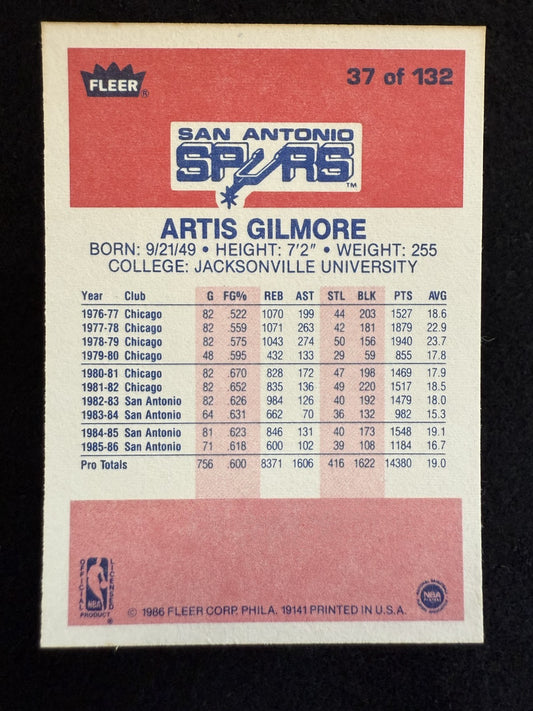 FLEER®
37 of 132
SAN ANTONIO
SPURS™
ARTIS GILMORE
BORN: 9/21/49 • HEIGHT: 7'2" • WEIGHT: 255
COLLEGE: JACKSONVILLE UNIVERSITY
Year Club G FG% REB AST STL BLK PTS AVG
1976-77 Chicago 82 .522 1070 199 44 203 1527 18.6
1977-78 Chicago 82 .559 1071 263 42 181 1879 22.9
1978-79 Chicago 82 .575 1043 274 50 156 1940 23.7
1979-80 Chicago 48 .595 432 133 29 59 855 17.8
1980-81 Chicago 82 .670 828 172 47 198 1469 17.9
1981-82 Chicago 82 .652 835 136 49 220 1517 18.5
1982-83 San Antonio 82 .626 984 126 40 192 1479 18.0
1983-84 San Antonio 64 .631 662 70 36 132 982 15.3
1984-85 San Antonio 81 .623 846 131 40 173 1548 19.1
1985-86 San Antonio 71 .618 600 102 39 108 1184 16.7
Pro Totals 756 .600 8371 1606 416 1622 14380 19.0
OFFICIAL LICENSED
NBA
PRODUCT ®
© 1986 FLEER CORP. PHILA. 19141 PRINTED IN U.S.A.
NBA
PLAYERS